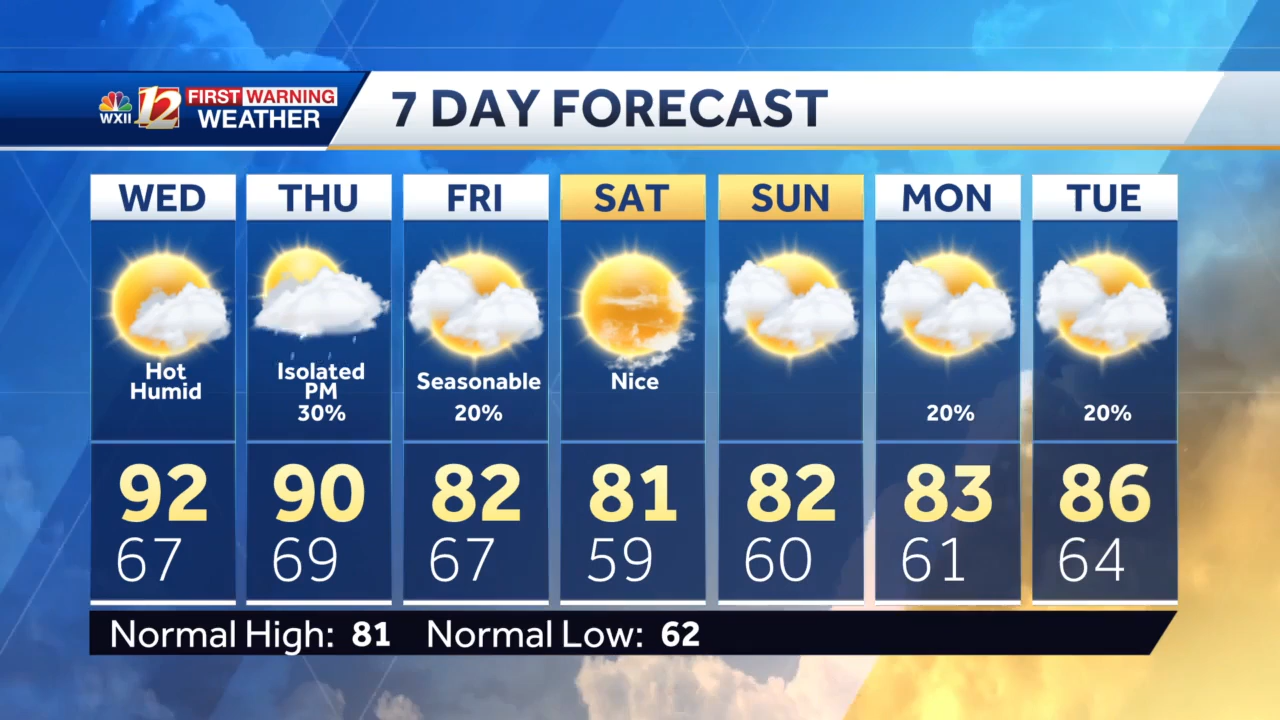 WXII 12 FIRST WARNING
WEATHER
7 DAY FORECAST
WED
Hot
Humid
92
67
THU
Isolated
PM
30%
90
69
FRI
Seasonable
20%
82
67
SAT
Nice
81
59
SUN
82
60
MON
20%
83
61
TUE
20%
86
64
Normal High: 81 Normal Low: 62